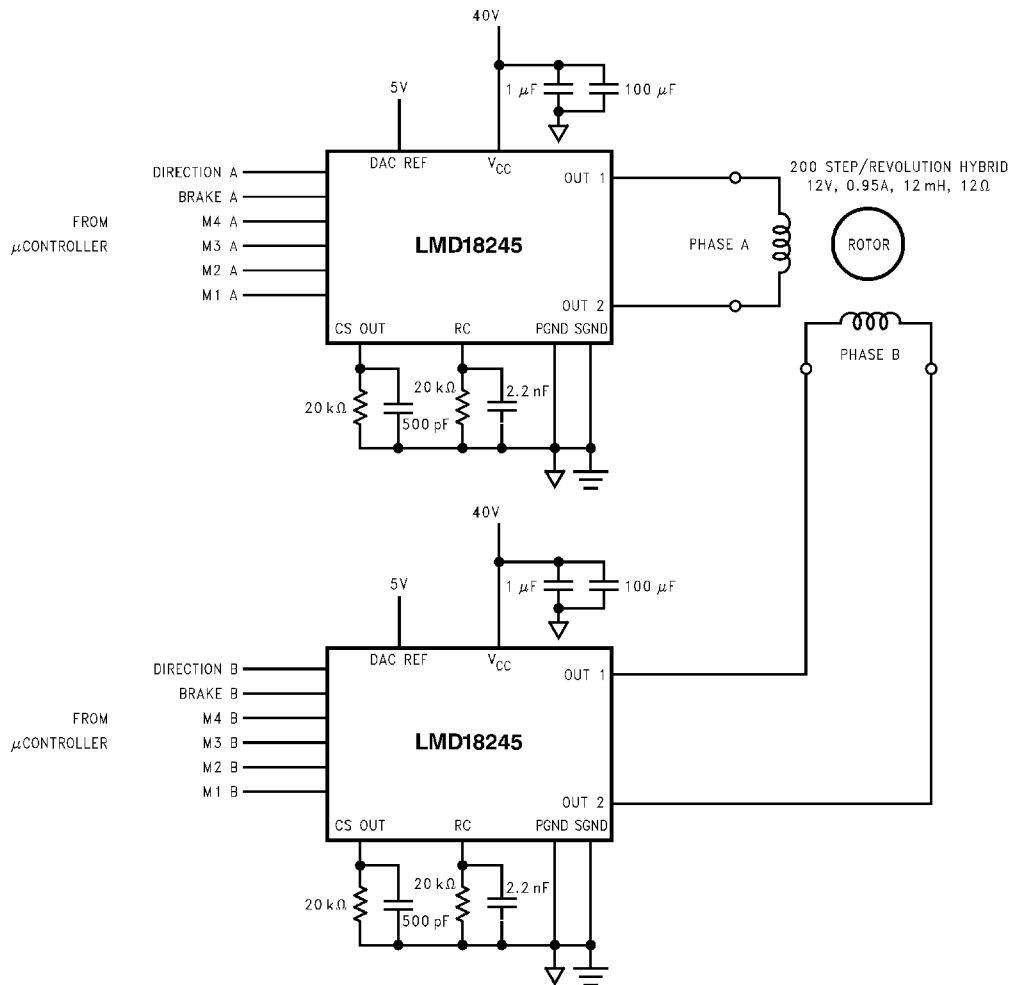 40V
1 μF
100 μF
5V
DAC REF
VCC
DIRECTION A
BRAKE A
M4 A
M3 A
M2 A
M1 A
FROM
μCONTROLLER
LMD18245
OUT 1
OUT 2
CS OUT
RC
PGND
SGND
20 kΩ
500 pF
20 kΩ
2.2 nF
200 STEP/REVOLUTION HYBRID
12V, 0.95A, 12 mH, 12Ω
PHASE A
ROTOR
PHASE B
40V
1 μF
100 μF
5V
DAC REF
VCC
DIRECTION B
BRAKE B
M4 B
M3 B
M2 B
M1 B
FROM
μCONTROLLER
LMD18245
OUT 1
OUT 2
CS OUT
RC
PGND
SGND
20 kΩ
500 pF
20 kΩ
2.2 nF